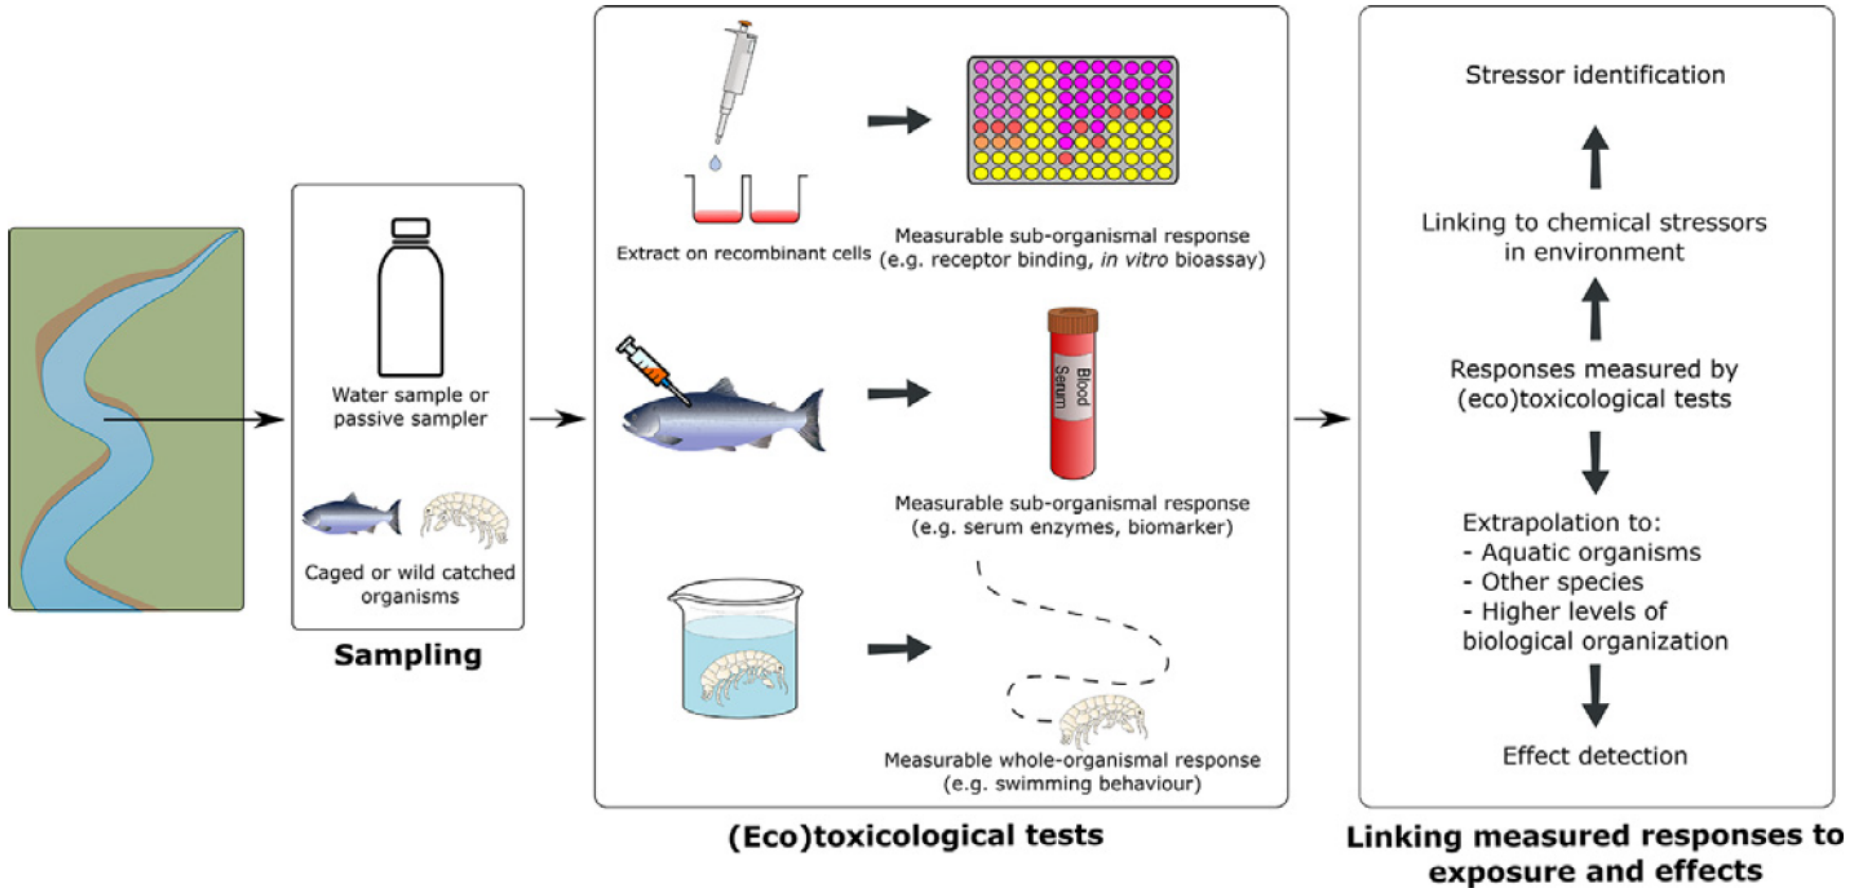 Water sample or
passive sampler
Caged or wild catched
organisms
Sampling
Extract on recombinant cells
Measurable sub-organismal response
(e.g. receptor binding, in vitro bioassay)
Blood
Serum
Measurable sub-organismal response
(e.g. serum enzymes, biomarker)
Measurable whole-organismal response
(e.g. swimming behaviour)
(Eco)toxicological tests
Stressor identification
Linking to chemical stressors
in environment
Responses measured by
(eco)toxicological tests
Extrapolation to:
- Aquatic organisms
- Other species
- Higher levels of
biological organization
Effect detection
Linking measured responses to
exposure and effects